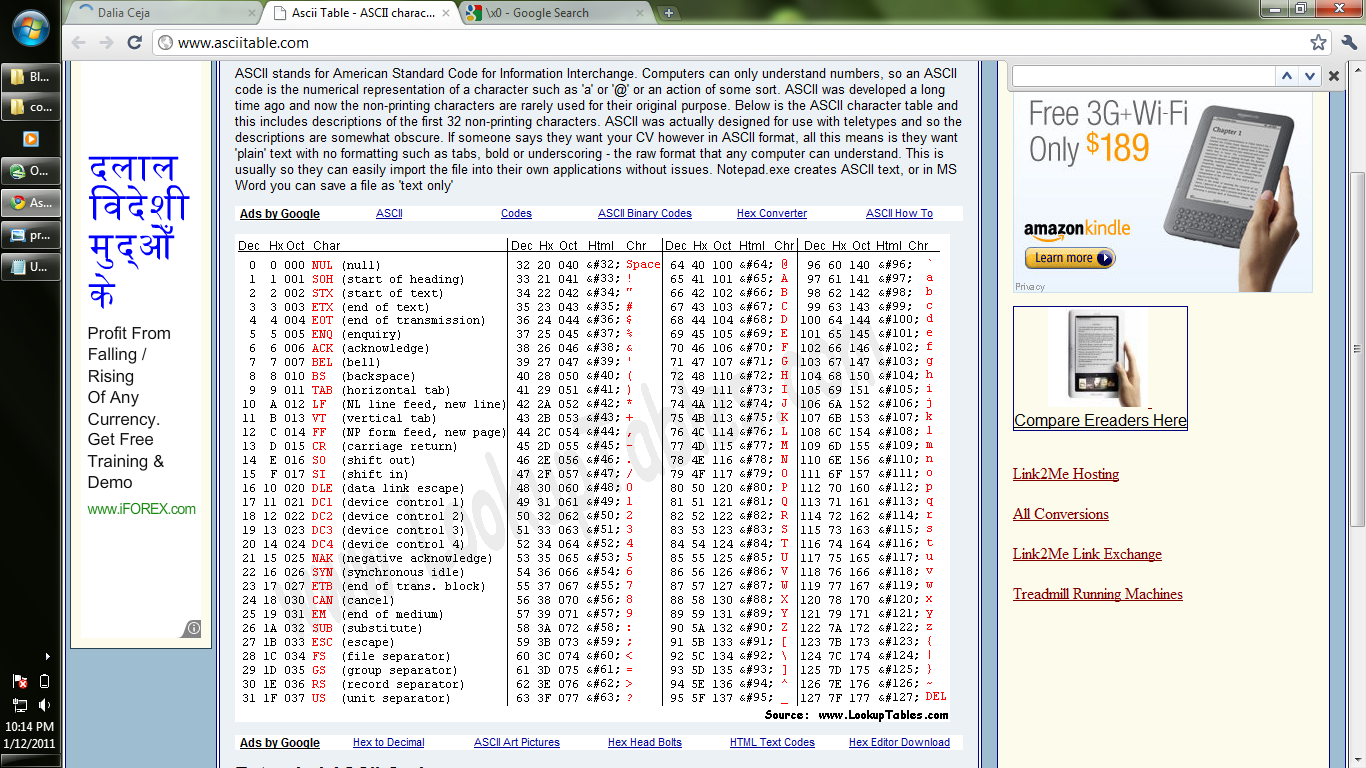 Dalia Ceja
Ascii Table - ASCII charac...
\x0 - Google Search
www.asciitable.com
Bl...
co...
O...
As...
pr...
U...
10:14 PM
1/12/2011
दलाल
विदेशी
मुद्ओं
के
Profit From
Falling /
Rising
Of Any
Currency.
Get Free
Training &
Demo
www.iFOREX.com
ASCII stands for American Standard Code for Information Interchange. Computers can only understand numbers, so an ASCII
code is the numerical representation of a character such as 'a' or '@' or an action of some sort. ASCII was developed a long
time ago and now the non-printing characters are rarely used for their original purpose. Below is the ASCII character table and
this includes descriptions of the first 32 non-printing characters. ASCII was actually designed for use with teletypes and so the
descriptions are somewhat obscure. If someone says they want your CV however in ASCII format, all this means is they want
'plain' text with no formatting such as tabs, bold or underscoring - the raw format that any computer can understand. This is
usually so they can easily import the file into their own applications without issues. Notepad.exe creates ASCII text, or in MS
Word you can save a file as 'text only'
Ads by Google ASCII Codes ASCII Binary Codes Hex Converter ASCII How To
Dec Hx Oct Char Dec Hx Oct Html Chr Dec Hx Oct Html Chr Dec Hx Oct Html Chr
0 0 000 NUL (null) 32 20 040 &#32; Space 64 40 100 &#64; @ 96 60 140 &#96; `
1 1 001 SOH (start of heading) 33 21 041 &#33; ! 65 41 101 &#65; A 97 61 141 &#97; a
2 2 002 STX (start of text) 34 22 042 &#34; " 66 42 102 &#66; B 98 62 142 &#98; b
3 3 003 ETX (end of text) 35 23 043 &#35; # 67 43 103 &#67; C 99 63 143 &#99; c
4 4 004 EOT (end of transmission) 36 24 044 &#36; $ 68 44 104 &#68; D 100 64 144 &#100; d
5 5 005 ENQ (enquiry) 37 25 045 &#37; % 69 45 105 &#69; E 101 65 145 &#101; e
6 6 006 ACK (acknowledge) 38 26 046 &#38; & 70 46 106 &#70; F 102 66 146 &#102; f
7 7 007 BEL (bell) 39 27 047 &#39; ' 71 47 107 &#71; G 103 67 147 &#103; g
8 8 010 BS (backspace) 40 28 050 &#40; ( 72 48 110 &#72; H 104 68 150 &#104; h
9 9 011 TAB (horizontal tab) 41 29 051 &#41; ) 73 49 111 &#73; I 105 69 151 &#105; i
10 A 012 LF (NL line feed, new line) 42 2A 052 &#42; * 74 4A 112 &#74; J 106 6A 152 &#106; j
11 B 013 VT (vertical tab) 43 2B 053 &#43; + 75 4B 113 &#75; K 107 6B 153 &#107; k
12 C 014 FF (NP form feed, new page) 44 2C 054 &#44; , 76 4C 114 &#76; L 108 6C 154 &#108; l
13 D 015 CR (carriage return) 45 2D 055 &#45; - 77 4D 115 &#77; M 109 6D 155 &#109; m
14 E 016 SO (shift out) 46 2E 056 &#46; . 78 4E 116 &#78; N 110 6E 156 &#110; n
15 F 017 SI (shift in) 47 2F 057 &#47; / 79 4F 117 &#79; O 111 6F 157 &#111; o
16 10 020 DLE (data link escape) 48 30 060 &#48; 0 80 50 120 &#80; P 112 70 160 &#112; p
17 11 021 DC1 (device control 1) 49 31 061 &#49; 1 81 51 121 &#81; Q 113 71 161 &#113; q
18 12 022 DC2 (device control 2) 50 32 062 &#50; 2 82 52 122 &#82; R 114 72 162 &#114; r
19 13 023 DC3 (device control 3) 51 33 063 &#51; 3 83 53 123 &#83; S 115 73 163 &#115; s
20 14 024 DC4 (device control 4) 52 34 064 &#52; 4 84 54 124 &#84; T 116 74 164 &#116; t
21 15 025 NAK (negative acknowledge) 53 35 065 &#53; 5 85 55 125 &#85; U 117 75 165 &#117; u
22 16 026 SYN (synchronous idle) 54 36 066 &#54; 6 86 56 126 &#86; V 118 76 166 &#118; v
23 17 027 ETB (end of trans. block) 55 37 067 &#55; 7 87 57 127 &#87; W 119 77 167 &#119; w
24 18 030 CAN (cancel) 56 38 070 &#56; 8 88 58 130 &#88; X 120 78 170 &#120; x
25 19 031 EM (end of medium) 57 39 071 &#57; 9 89 59 131 &#89; Y 121 79 171 &#121; y
26 1A 032 SUB (substitute) 58 3A 072 &#58; : 90 5A 132 &#90; Z 122 7A 172 &#122; z
27 1B 033 ESC (escape) 59 3B 073 &#59; ; 91 5B 133 &#91; [ 123 7B 173 &#123; {
28 1C 034 FS (file separator) 60 3C 074 &#60; < 92 5C 134 &#92; \ 124 7C 174 &#124; |
29 1D 035 GS (group separator) 61 3D 075 &#61; = 93 5D 135 &#93; ] 125 7D 175 &#125; }
30 1E 036 RS (record separator) 62 3E 076 &#62; > 94 5E 136 &#94; ^ 126 7E 176 &#126; ~
31 1F 037 US (unit separator) 63 3F 077 &#63; ? 95 5F 137 &#95; _ 127 7F 177 &#127; DEL
Source: www.LookupTables.com
Ads by Google Hex to Decimal ASCII Art Pictures Hex Head Bolts HTML Text Codes Hex Editor Download
Free 3G+Wi-Fi
Only $189
Chapter 1
amazonkindle
Learn more
Privacy
Compare Ereaders Here
Link2Me Hosting
All Conversions
Link2Me Link Exchange
Treadmill Running Machines